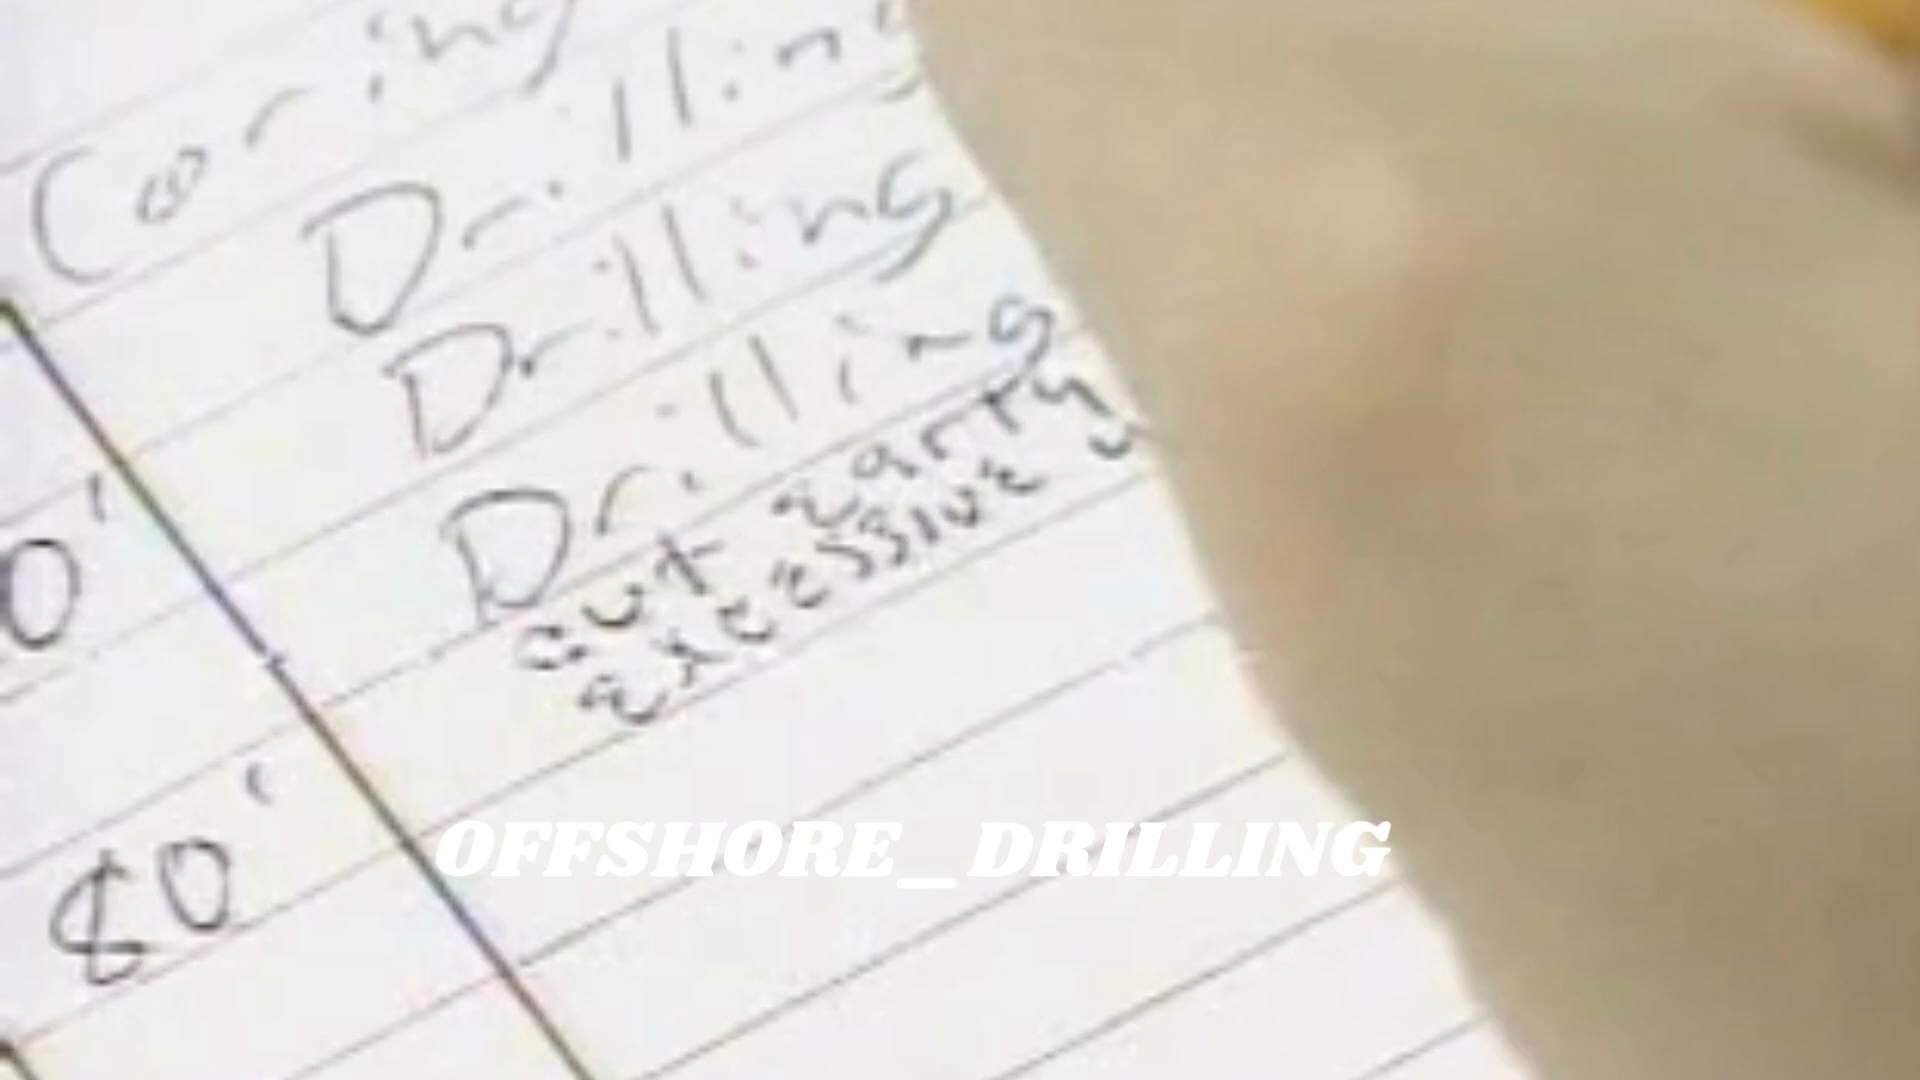 Coring
Drilling
Drilling
Drilling
cut early
excessive
0'
80'
OFFSHORE_DRILLING